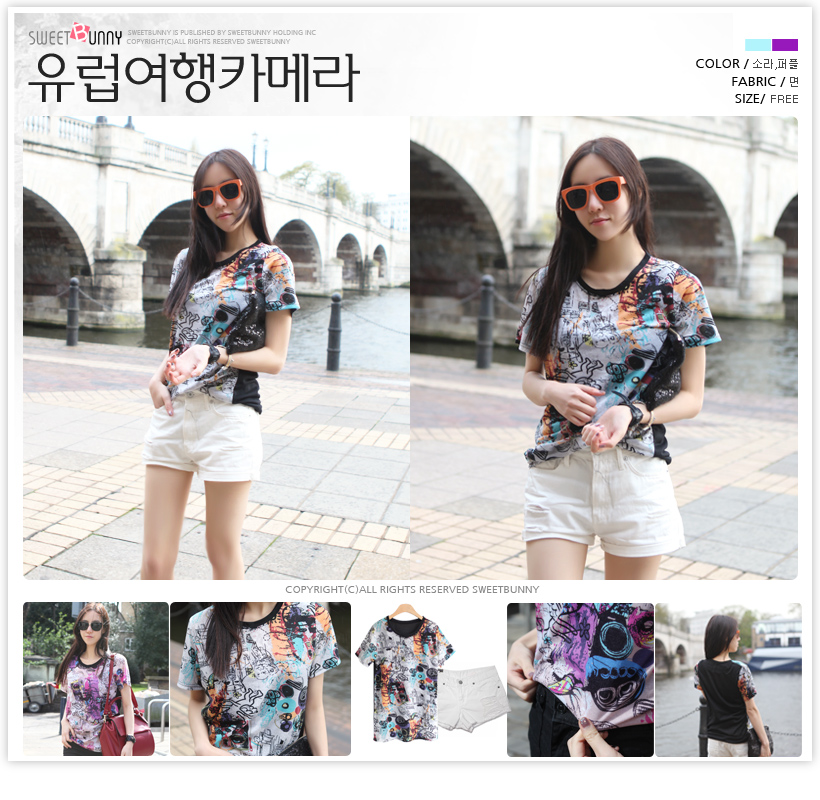 SWEETBUNNY
SWEETBUNNY IS PUBLISHED BY SWEETBUNNY HOLDING INC
COPYRIGHT(C)ALL RIGHTS RESERVED SWEETBUNNY
유럽여행카메라
COLOR / 소라,퍼플
FABRIC / 면
SIZE/ FREE
COPYRIGHT(C)ALL RIGHTS RESERVED SWEETBUNNY